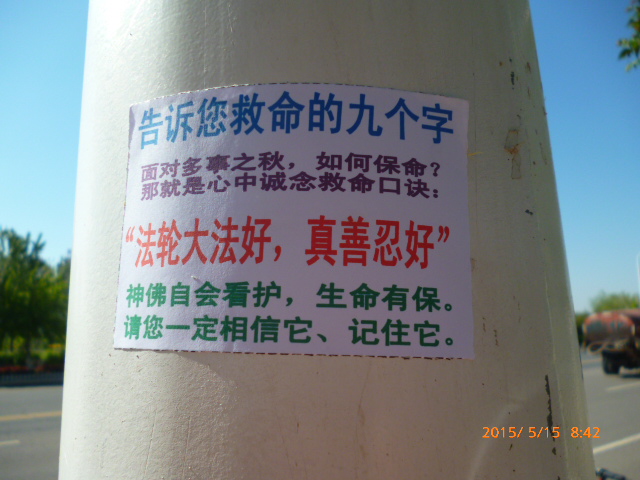 告诉您救命的九个字
面对多事之秋，如何保命？
那就是心中诚念救命口诀：
“法轮大法好，真善忍好”
神佛自会看护，生命有保。
请您一定相信它、记住它。
2015/ 5/15 8:42